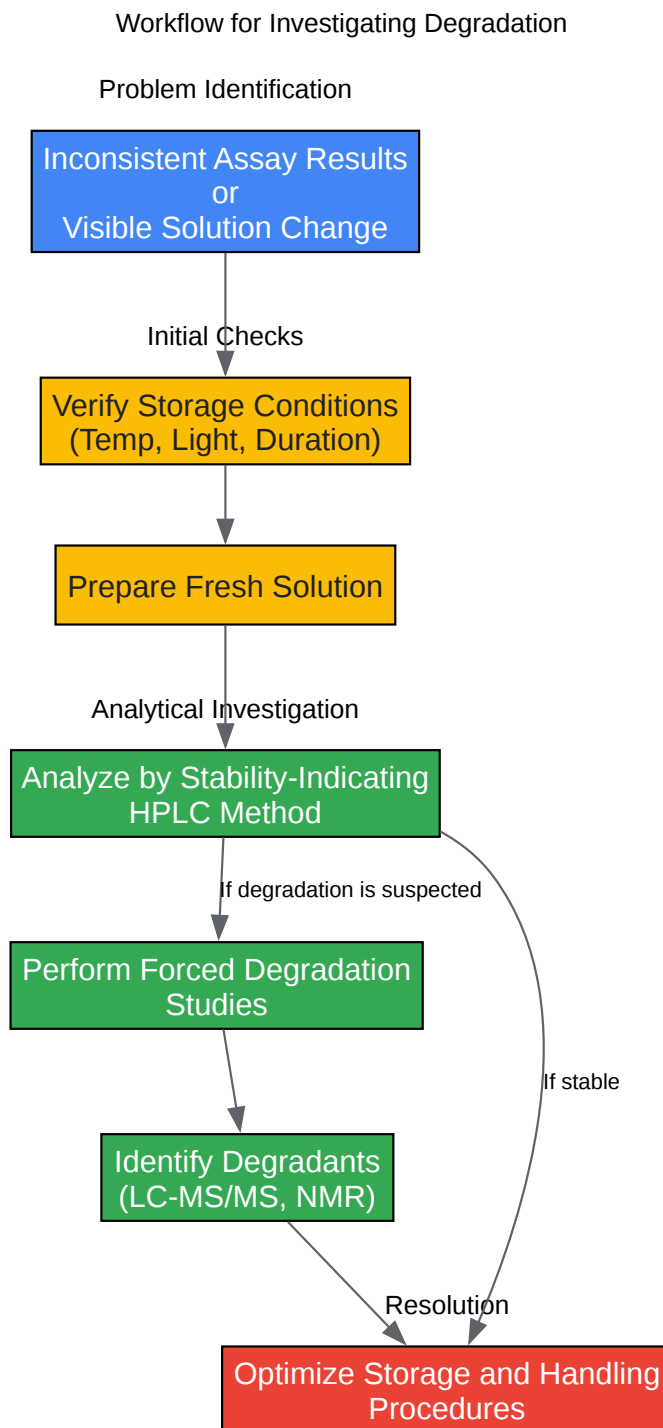 Workflow for Investigating Degradation
Problem Identification
Inconsistent Assay Results
or
Visible Solution Change
Initial Checks
Verify Storage Conditions
(Temp, Light, Duration)
Prepare Fresh Solution
Analytical Investigation
Analyze by Stability-Indicating
HPLC Method
If degradation is suspected
Perform Forced Degradation
Studies
If stable
Identify Degradants
(LC-MS/MS, NMR)
Resolution
Optimize Storage and Handling
Procedures